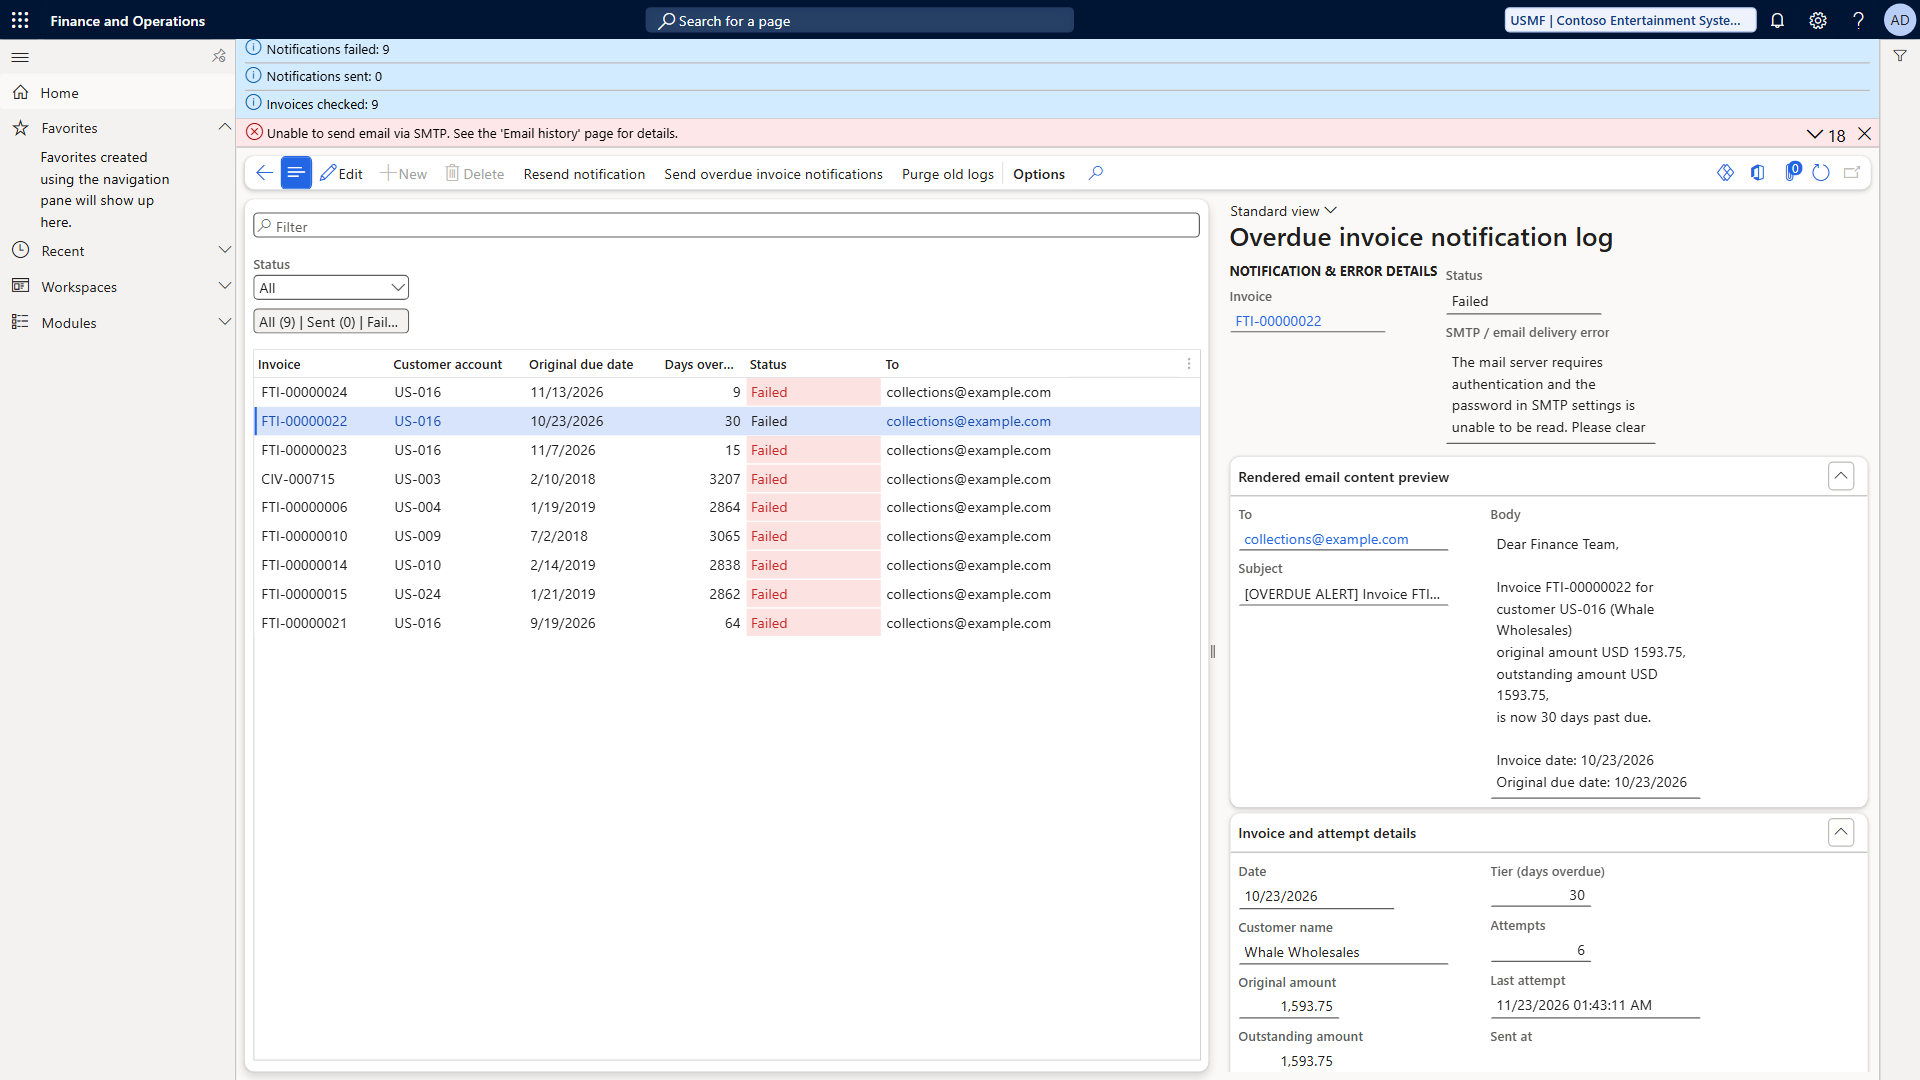 Finance and Operations
Search for a page
USMF | Contoso Entertainment Syste...
AD
Notifications failed: 9
Notifications sent: 0
Invoices checked: 9
Unable to send email via SMTP. See the 'Email history' page for details.
18
Home
Favorites
Favorites created
using the navigation
pane will show up
here.
Recent
Workspaces
Modules
Edit
New
Delete
Resend notification
Send overdue invoice notifications
Purge old logs
Options
0
Filter
Status
All
All (9) | Sent (0) | Fail...
Invoice Customer account Original due date Days over... Status To
FTI-00000024 US-016 11/13/2026 9 Failed collections@example.com
FTI-00000022 US-016 10/23/2026 30 Failed collections@example.com
FTI-00000023 US-016 11/7/2026 15 Failed collections@example.com
CIV-000715 US-003 2/10/2018 3207 Failed collections@example.com
FTI-00000006 US-004 1/19/2019 2864 Failed collections@example.com
FTI-00000010 US-009 7/2/2018 3065 Failed collections@example.com
FTI-00000014 US-010 2/14/2019 2838 Failed collections@example.com
FTI-00000015 US-024 1/21/2019 2862 Failed collections@example.com
FTI-00000021 US-016 9/19/2026 64 Failed collections@example.com
Standard view
Overdue invoice notification log
NOTIFICATION & ERROR DETAILS
Invoice
FTI-00000022
Status
Failed
SMTP / email delivery error
The mail server requires
authentication and the
password in SMTP settings is
unable to be read. Please clear
Rendered email content preview
To
collections@example.com
Subject
[OVERDUE ALERT] Invoice FTI...
Body
Dear Finance Team,
Invoice FTI-00000022 for
customer US-016 (Whale
Wholesales)
original amount USD 1593.75,
outstanding amount USD
1593.75,
is now 30 days past due.
Invoice date: 10/23/2026
Original due date: 10/23/2026
Invoice and attempt details
Date
10/23/2026
Customer name
Whale Wholesales
Original amount
1,593.75
Outstanding amount
1,593.75
Tier (days overdue)
30
Attempts
6
Last attempt
11/23/2026 01:43:11 AM
Sent at